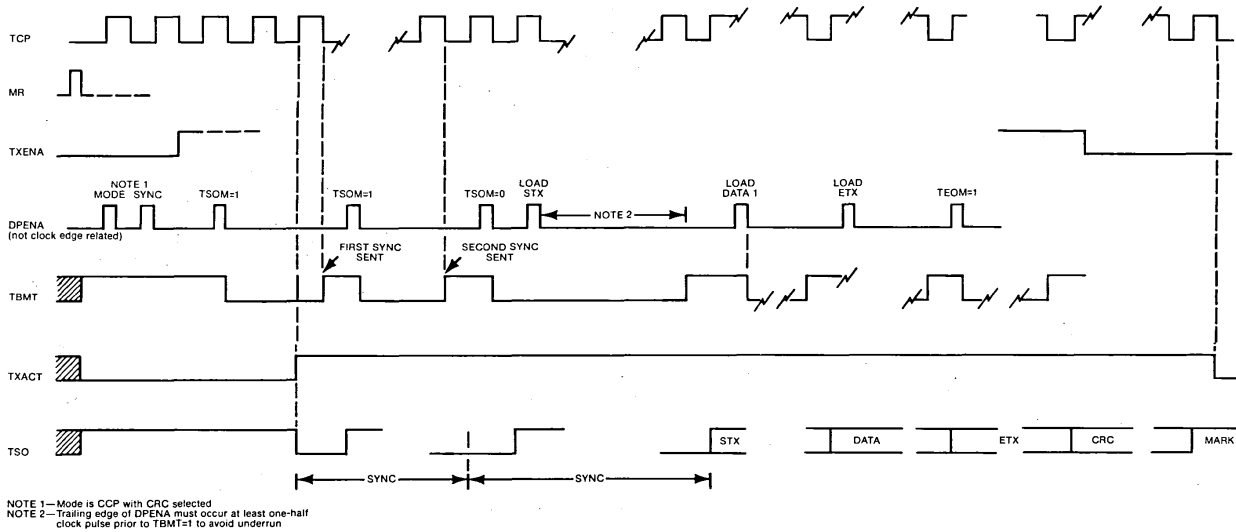 TCP
MR
TXENA
NOTE 1
MODE SYNC
TSOM=1
TSOM=1
TSOM=0
LOAD
STX
NOTE 2
LOAD
DATA 1
LOAD
ETX
TEOM=1
DPENA
(not clock edge related)
FIRST SYNC
SENT
SECOND SYNC
SENT
TBMT
TXACT
TSO
STX
DATA
ETX
CRC
MARK
SYNC
SYNC
NOTE 1—Mode is CCP with CRC selected
NOTE 2—Trailing edge of DPENA must occur at least one-half
clock pulse prior to TBMT=1 to avoid underrun